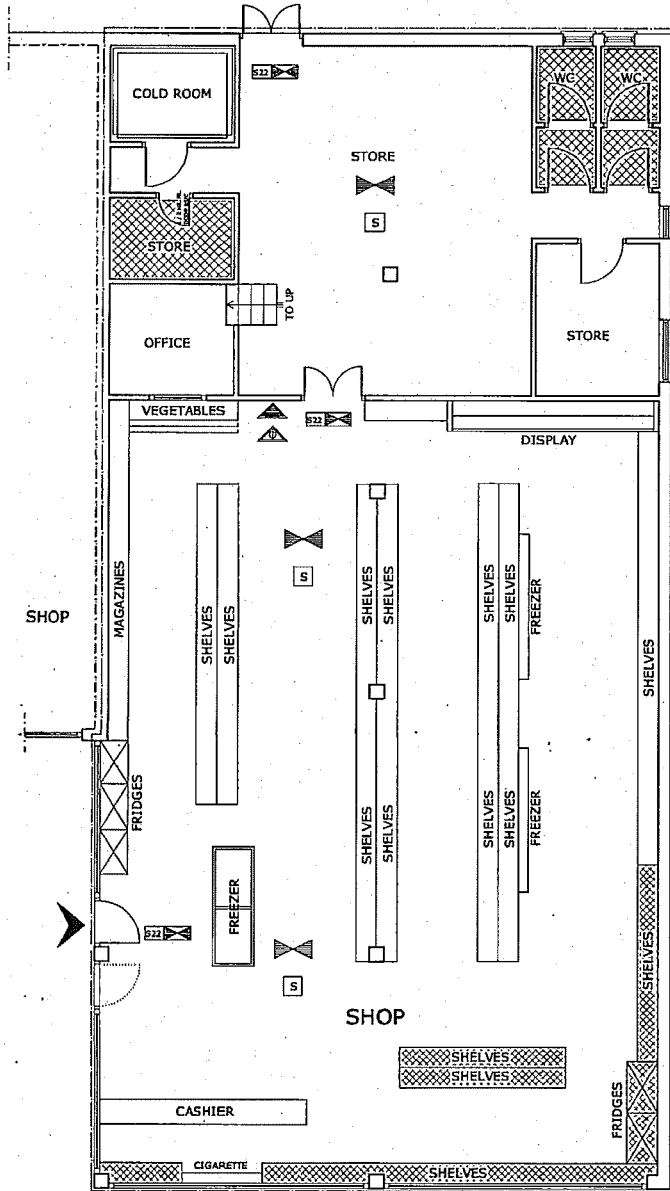 S22
COLD ROOM
WC
WC
STORE
S
STORE
TO UP
OFFICE
STORE
VEGETABLES
S22
DISPLAY
MAGAZINES
SHELVES
SHELVES
S
SHELVES
SHELVES
SHELVES
SHELVES
FREEZER
SHELVES
SHOP
FRIDGES
SHELVES
SHELVES
SHELVES
SHELVES
FREEZER
FREEZER
S22
SHELVES
S
SHOP
SHELVES
SHELVES
FRIDGES
CASHIER
CIGARETTE
SHELVES